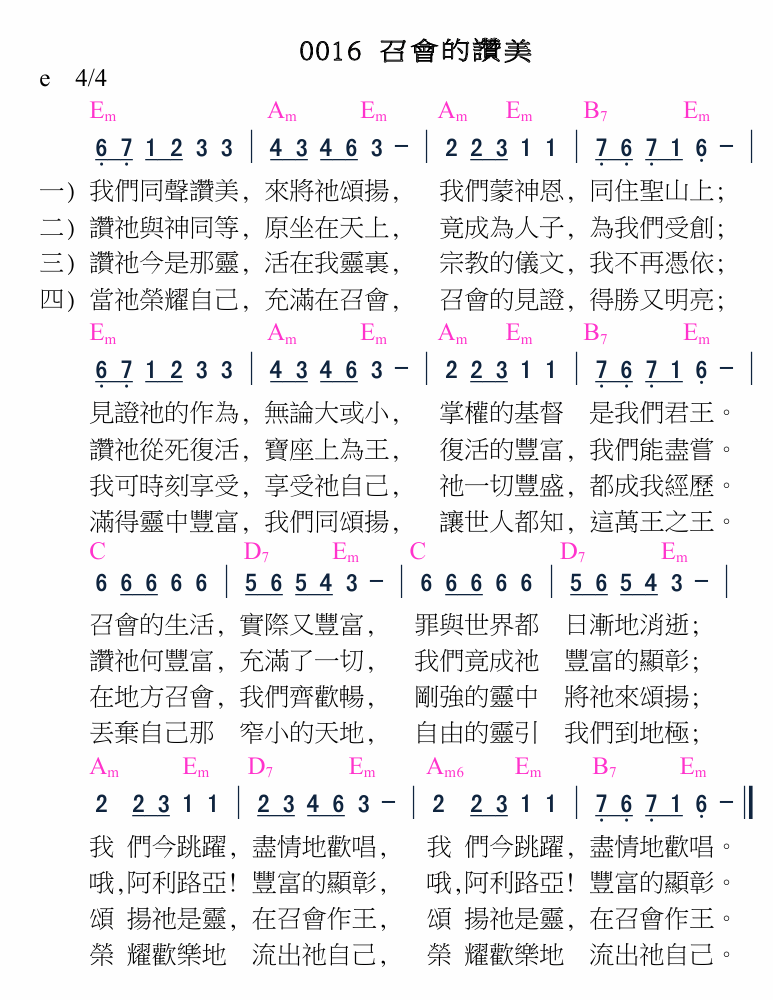 0016 召會的讚美
e 4/4
Em Am Em Am Em B7 Em
6 7 1 2 3 3 | 4 3 4 6 3 – | 2 2 3 1 1 | 7 6 7 1 6 – |
一) 我們同聲讚美, 來將祂頌揚, 我們蒙神恩, 同住聖山上;
二) 讚祂與神同等, 原坐在天上, 竟成為人子, 為我們受創;
三) 讚祂今是那靈, 活在我靈裏, 宗教的儀文, 我不再憑依;
四) 當祂榮耀自己, 充滿在召會, 召會的見證, 得勝又明亮;
Em Am Em Am Em B7 Em
6 7 1 2 3 3 | 4 3 4 6 3 – | 2 2 3 1 1 | 7 6 7 1 6 – |
見證祂的作為, 無論大或小, 掌權的基督 是我們君王。
讚祂從死復活, 寶座上為王, 復活的豐富, 我們能盡嘗。
我可時刻享受, 享受祂自己, 祂一切豐盛, 都成我經歷。
滿得靈中豐富, 我們同頌揚, 讓世人都知, 這萬王之王。
C D7 Em C D7 Em
6 6 6 6 6 | 5 6 5 4 3 – | 6 6 6 6 6 | 5 6 5 4 3 – |
召會的生活, 實際又豐富, 罪與世界都 日漸地消逝;
讚祂何豐富, 充滿了一切, 我們竟成祂 豐富的顯彰;
在地方召會, 我們齊歡暢, 剛強的靈中 將祂來頌揚;
丟棄自己那 窄小的天地, 自由的靈引 我們到地極;
Am Em D7 Em Am6 Em B7 Em
2 2 3 1 1 | 2 3 4 6 3 – | 2 2 3 1 1 | 7 6 7 1 6 – ‖
我 們今跳躍, 盡情地歡唱, 我 們今跳躍, 盡情地歡唱。
哦,阿利路亞! 豐富的顯彰, 哦,阿利路亞! 豐富的顯彰。
頌 揚祂是靈, 在召會作王, 頌 揚祂是靈, 在召會作王。
榮 耀歡樂地 流出祂自己, 榮 耀歡樂地 流出祂自己。